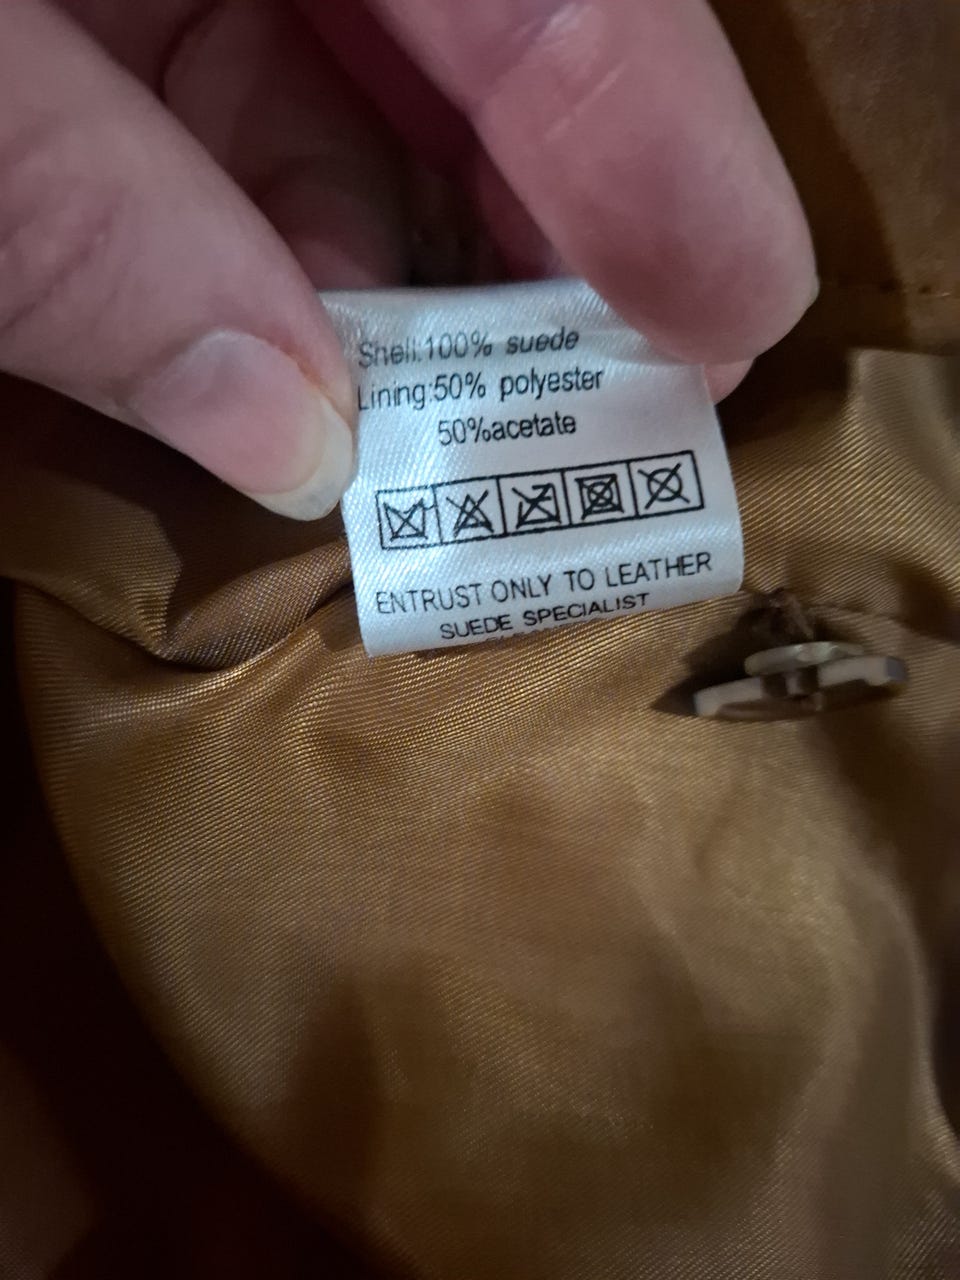 Shell:100% suede
Lining:50% polyester
50%acetate
ENTRUST ONLY TO LEATHER
SUEDE SPECIALIST